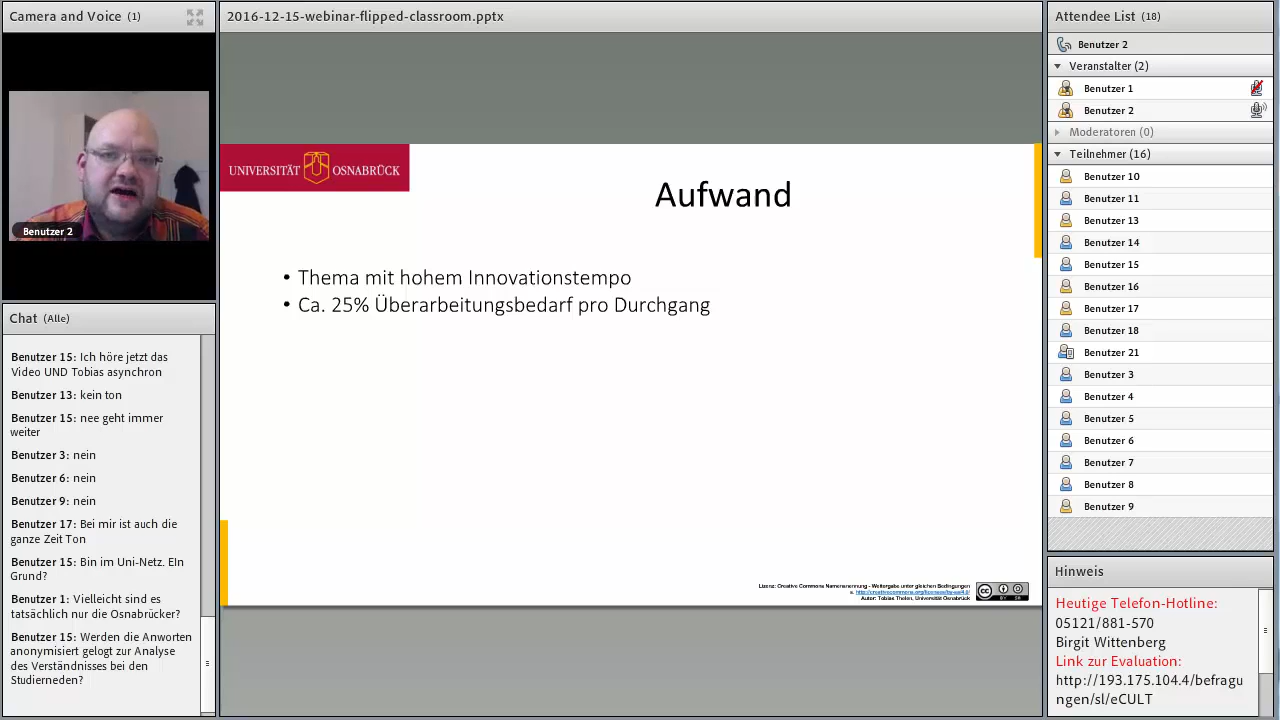 Camera and Voice (1)
Benutzer 2
Chat (Alle)
Benutzer 15: Ich höre jetzt das
Video UND Tobias asynchron
Benutzer 13: kein ton
Benutzer 15: nee geht immer
weiter
Benutzer 3: nein
Benutzer 6: nein
Benutzer 9: nein
Benutzer 17: Bei mir ist auch die
ganze Zeit Ton
Benutzer 15: Bin im Uni-Netz. EIn
Grund?
Benutzer 1: Vielleicht sind es
tatsächlich nur die Osnabrücker?
Benutzer 15: Werden die Anworten
anonymisiert gelogt zur Analyse
des Verständnisses bei den
Studierneden?
2016-12-15-webinar-flipped-classroom.pptx
UNIVERSITÄT OSNABRÜCK
Aufwand
• Thema mit hohem Innovationstempo
• Ca. 25% Überarbeitungsbedarf pro Durchgang
Lizenz: Creative Commons Namensnennung - Weitergabe unter gleichen Bedingungen
Autor: Tobias Thelen, Universität Osnabrück
CC BY SA
Attendee List (18)
Benutzer 2
Veranstalter (2)
Benutzer 1
Benutzer 2
Moderatoren (0)
Teilnehmer (16)
Benutzer 10
Benutzer 11
Benutzer 13
Benutzer 14
Benutzer 15
Benutzer 16
Benutzer 17
Benutzer 18
Benutzer 21
Benutzer 3
Benutzer 4
Benutzer 5
Benutzer 6
Benutzer 7
Benutzer 8
Benutzer 9
Hinweis
Heutige Telefon-Hotline:
05121/881-570
Birgit Wittenberg
Link zur Evaluation:
http://193.175.104.4/befragu
ngen/sl/eCULT